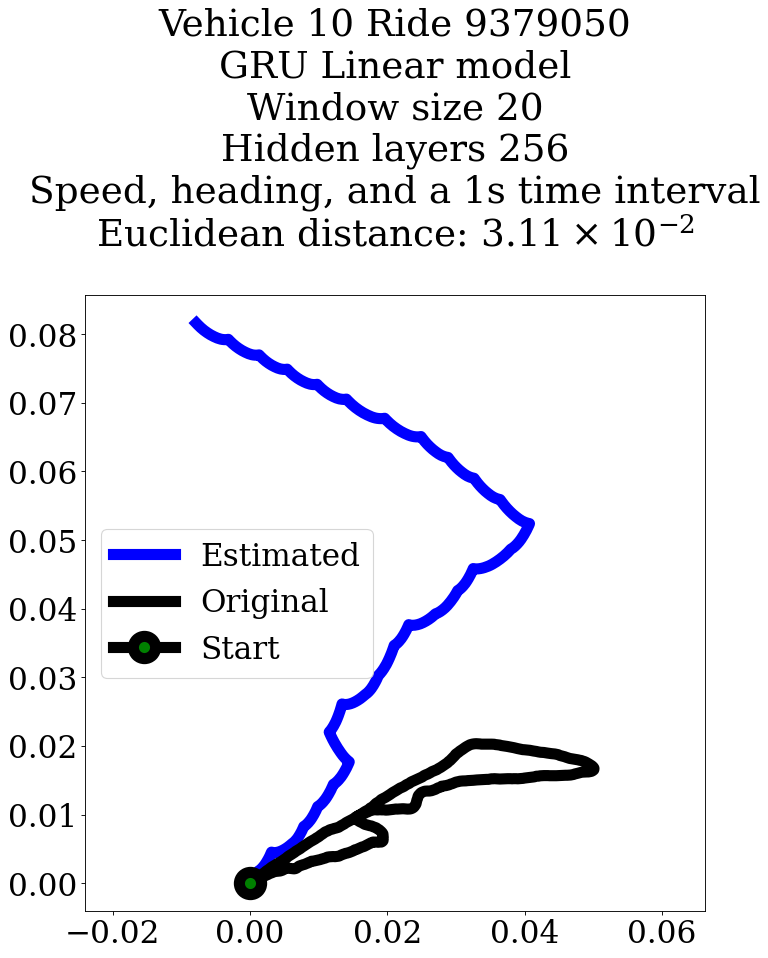 Vehicle 10 Ride 9379050
GRU Linear model
Window size 20
Hidden layers 256
Speed, heading, and a 1s time interval
Euclidean distance: 3.11 × 10⁻²
0.08
0.07
0.06
0.05
0.04
0.03
0.02
0.01
0.00
Estimated
Original
Start
−0.02
0.00
0.02
0.04
0.06